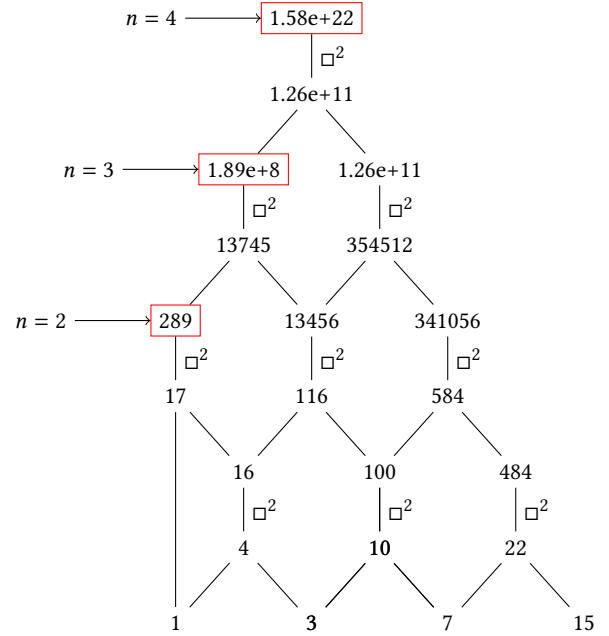 n = 4 1.58e+22
□²
1.26e+11
n = 3 1.89e+8 1.26e+11
□² □²
13745 354512
n = 2 289 13456 341056
□² □² □²
17 116 584
16 100 484
□² □² □²
4 10 22
1 3 7 15